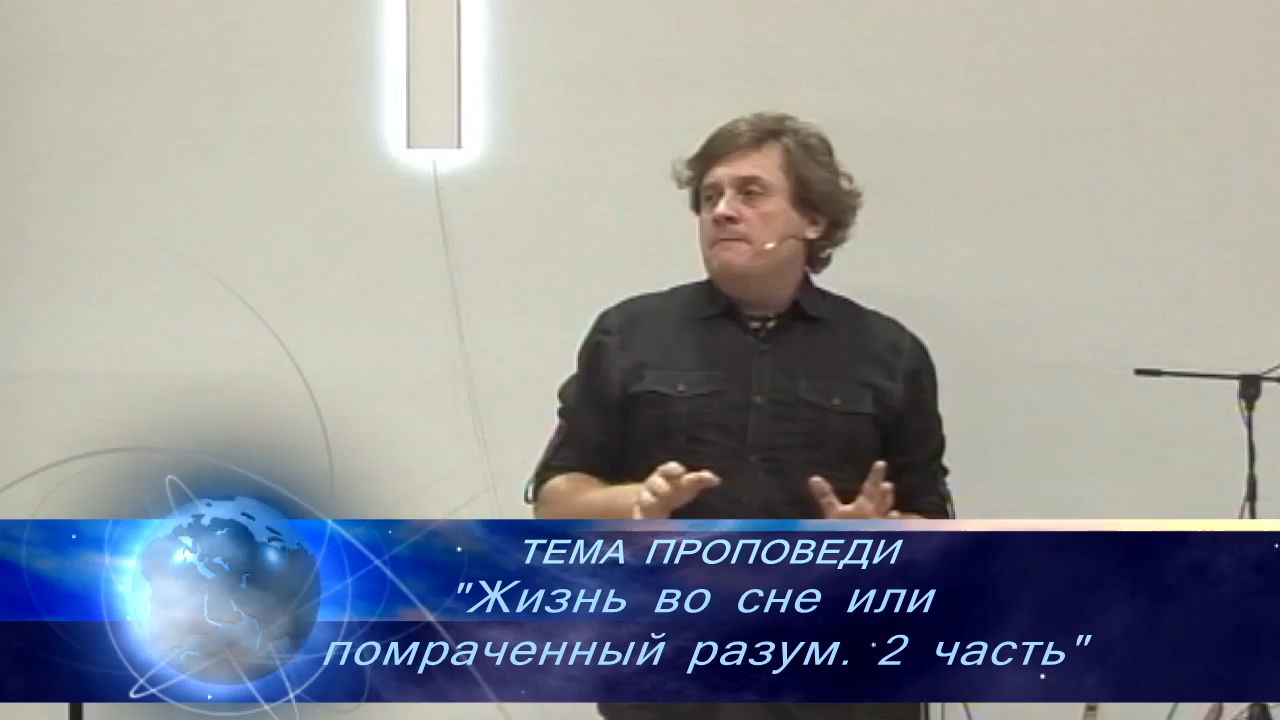 ТЕМА ПРОПОВЕДИ
"Жизнь во сне или
помраченный разум. 2 часть"